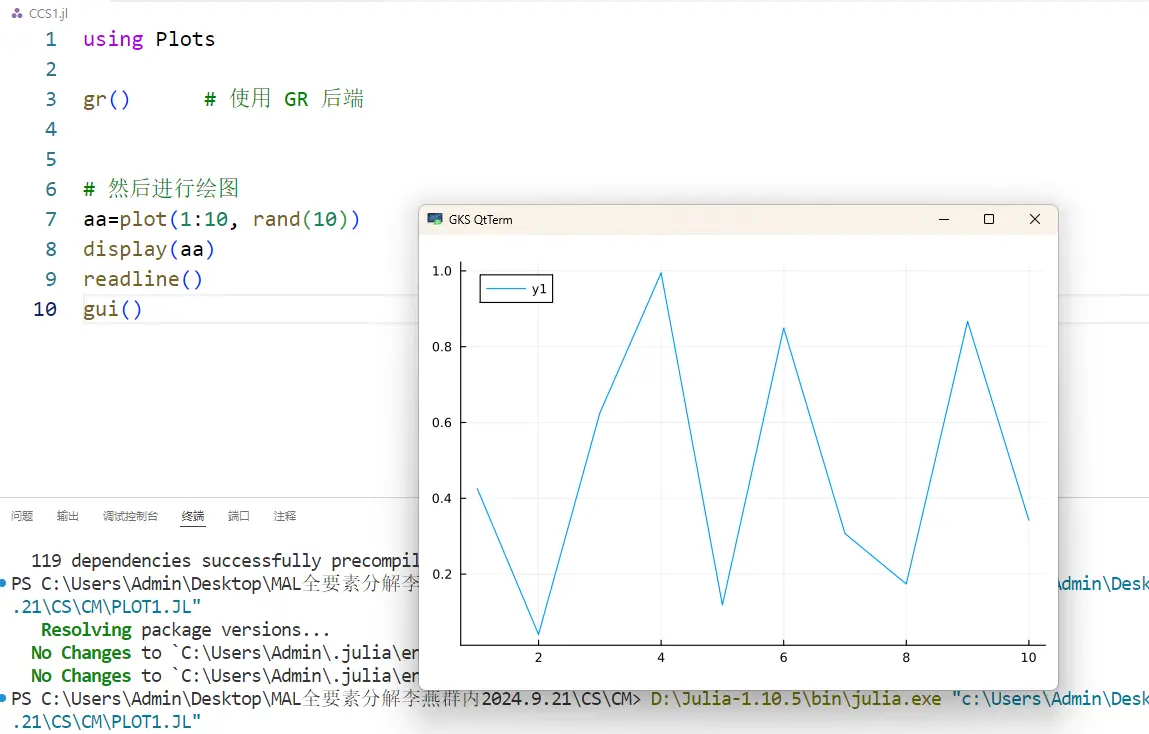 CCS1.jl
1 using Plots
2
3 gr() # 使用 GR 后端
4
5
6 # 然后进行绘图
7 aa=plot(1:10, rand(10))
8 display(aa)
9 readline()
10 gui()
GKS QtTerm
y1
1.0
0.8
0.6
0.4
0.2
2 4 6 8 10
问题 输出 调试控制台 终端 端口 注释
119 dependencies successfully precompil
PS C:\Users\Admin\Desktop\MAL全要素分解李 Admin\Desk
.21\CS\CM\PLOT1.JL"
Resolving package versions...
No Changes to `C:\Users\Admin\.julia\en
No Changes to `C:\Users\Admin\.julia\en
PS C:\Users\Admin\Desktop\MAL全要素分解李燕群内2024.9.21\CS\CM> D:\Julia-1.10.5\bin\julia.exe "c:\Users\Admin\Desk
.21\CS\CM\PLOT1.JL"